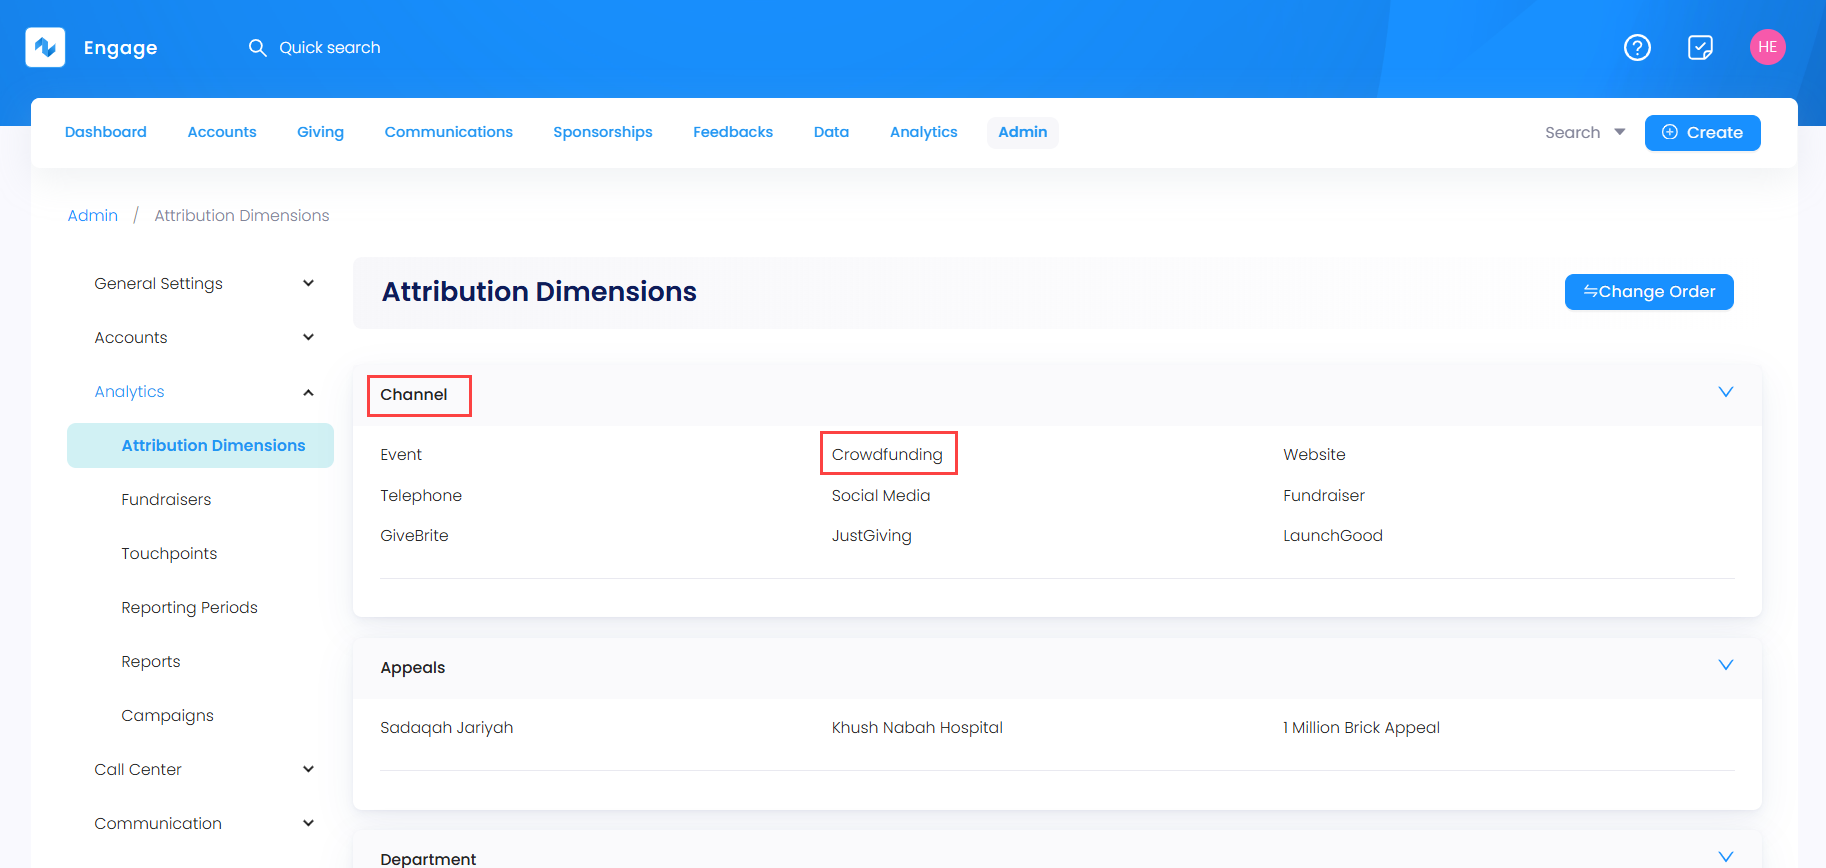 Engage
Quick search
HE
Dashboard Accounts Giving Communications Sponsorships Feedbacks Data Analytics Admin Search Create
Admin / Attribution Dimensions
General Settings
Accounts
Analytics
Attribution Dimensions
Fundraisers
Touchpoints
Reporting Periods
Reports
Campaigns
Call Center
Communication
Attribution Dimensions
⇋Change Order
Channel
Event Crowdfunding Website
Telephone Social Media Fundraiser
GiveBrite JustGiving LaunchGood
Appeals
Sadaqah Jariyah Khush Nabah Hospital 1 Million Brick Appeal
Department